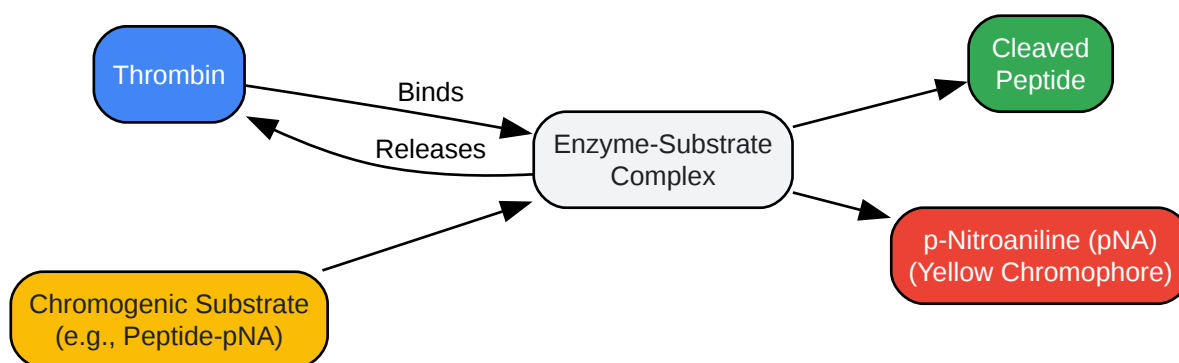 Thrombin
Binds
Releases
Enzyme-Substrate
Complex
Cleaved
Peptide
p-Nitroaniline (pNA)
(Yellow Chromophore)
Chromogenic Substrate
(e.g., Peptide-pNA)